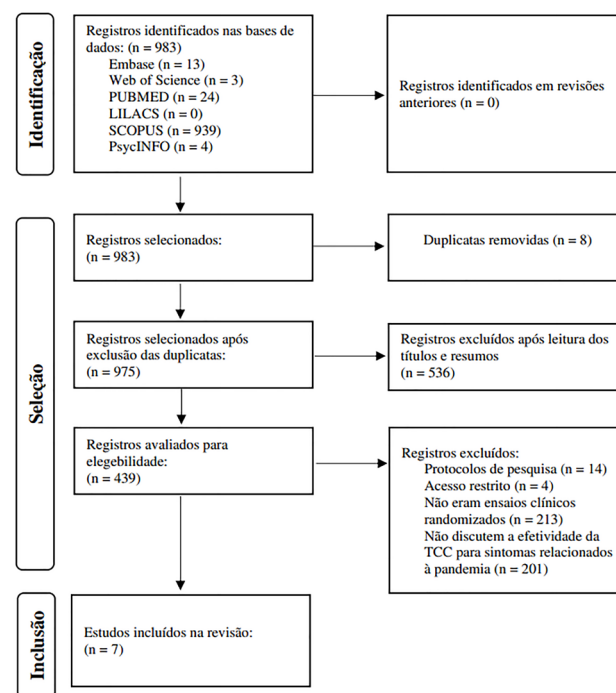 Identificação
Registros identificados nas bases de
dados: (n = 983)
Embase (n = 13)
Web of Science (n = 3)
PUBMED (n = 24)
LILACS (n = 0)
SCOPUS (n = 939)
PsycINFO (n = 4)
Registros identificados em revisões
anteriores (n = 0)
Seleção
Registros selecionados:
(n = 983)
Duplicatas removidas (n = 8)
Registros selecionados após
exclusão das duplicatas:
(n = 975)
Registros excluídos após leitura dos
títulos e resumos
(n = 536)
Registros avaliados para
elegebilidade:
(n = 439)
Registros excluídos:
Protocolos de pesquisa (n = 14)
Acesso restrito (n = 4)
Não eram ensaios clínicos
randomizados (n = 213)
Não discutem a efetividade da
TCC para sintomas relacionados
à pandemia (n = 201)
Inclusão
Estudos incluídos na revisão:
(n = 7)